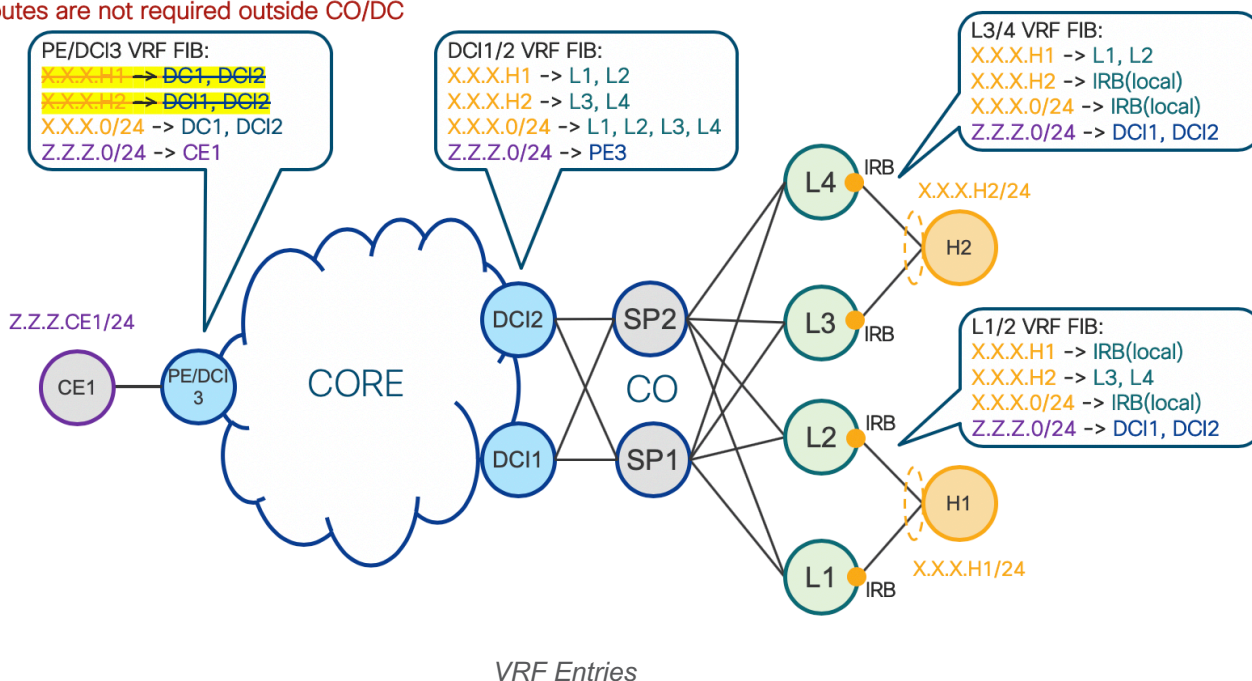 outes are not required outside CO/DC
PE/DCI3 VRF FIB:
X.X.X.H1 -> DC1, DCI2
X.X.X.H2 -> DCI1, DCI2
X.X.X.0/24 -> DC1, DCI2
Z.Z.Z.0/24 -> CE1
DCI1/2 VRF FIB:
X.X.X.H1 -> L1, L2
X.X.X.H2 -> L3, L4
X.X.X.0/24 -> L1, L2, L3, L4
Z.Z.Z.0/24 -> PE3
L3/4 VRF FIB:
X.X.X.H1 -> L1, L2
X.X.X.H2 -> IRB(local)
X.X.X.0/24 -> IRB(local)
Z.Z.Z.0/24 -> DCI1, DCI2
L4
IRB
X.X.X.H2/24
H2
Z.Z.Z.CE1/24
CE1
PE/DCI
3
CORE
DCI2
SP2
L3
IRB
CO
L1/2 VRF FIB:
X.X.X.H1 -> IRB(local)
X.X.X.H2 -> L3, L4
X.X.X.0/24 -> IRB(local)
Z.Z.Z.0/24 -> DCI1, DCI2
DCI1
SP1
L2
IRB
H1
L1
IRB
X.X.X.H1/24
VRF Entries